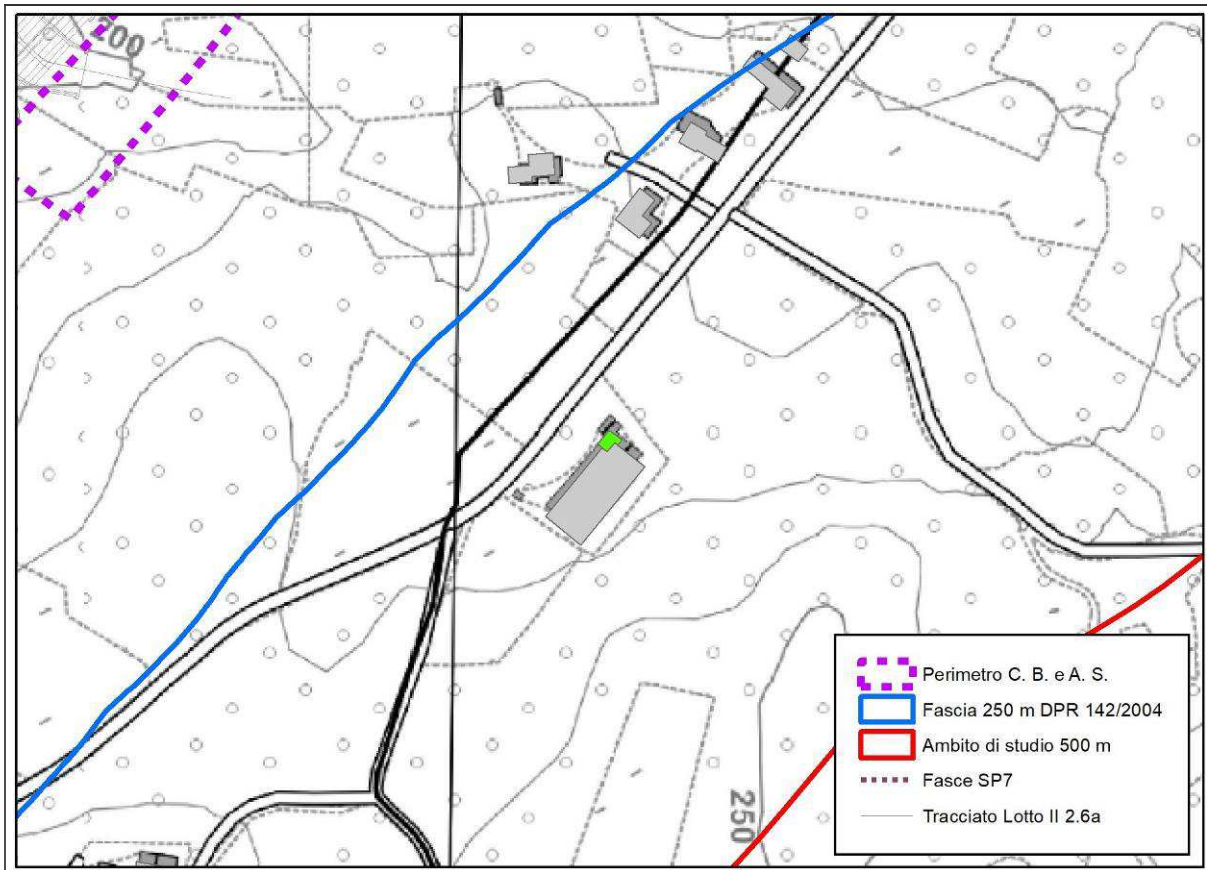 200
Perimetro C. B. e A. S.
Fascia 250 m DPR 142/2004
Ambito di studio 500 m
Fasce SP7
Tracciato Lotto II 2.6a
250